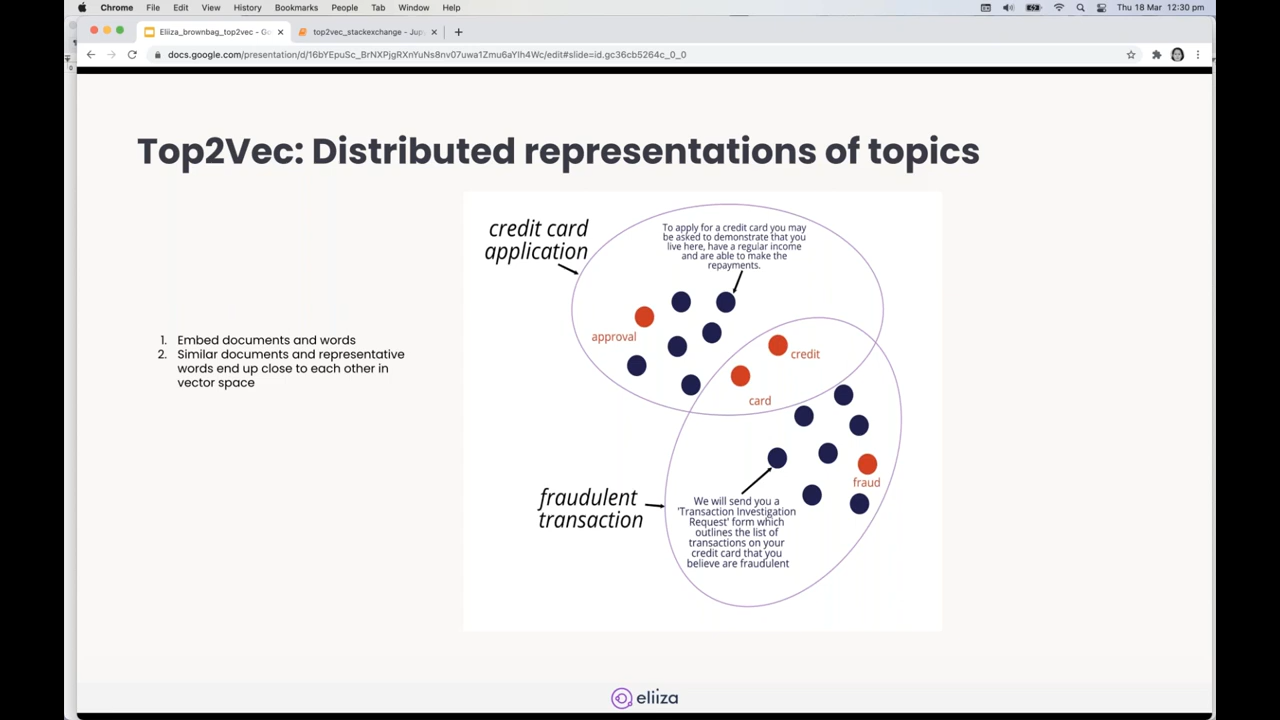 Chrome File Edit View History Bookmarks People Tab Window Help Thu 18 Mar 12:30 pm
Eliiza_brownbag_top2vec - Go top2vec_stackexchange - Jup
docs.google.com/presentation/d/16bYEpuSc_BrNXPjgRXnYuNs8nv07uwa1Zmu6aYIh4Wc/edit#slide=id.gc36cb5264c_0_0
Top2Vec: Distributed representations of topics
1. Embed documents and words
2. Similar documents and representative
words end up close to each other in
vector space
credit card
application
To apply for a credit card you may
be asked to demonstrate that you
live here, have a regular income
and are able to make the
repayments.
approval
credit
card
fraud
fraudulent
transaction
We will send you a
'Transaction Investigation
Request' form which
outlines the list of
transactions on your
credit card that you
believe are fraudulent
eliiza